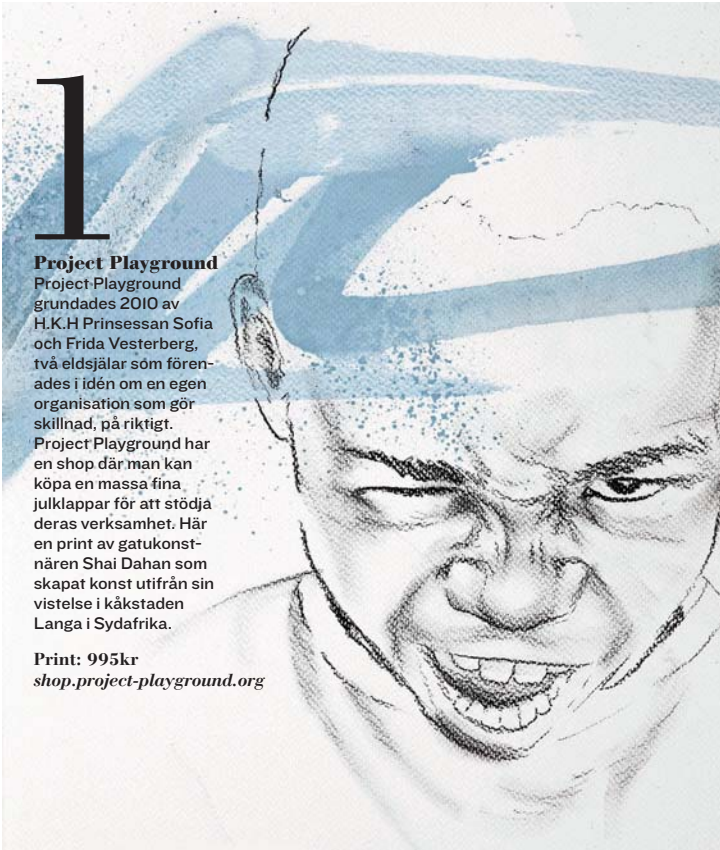 1
Project Playground
Project Playground
grundades 2010 av
H.K.H Prinsessan Sofia
och Frida Vesterberg,
två eldsjälar som fören-
ades i idén om en egen
organisation som gör
skillnad, på riktigt.
Project Playground har
en shop där man kan
köpa en massa fina
julklappar för att stödja
deras verksamhet. Här
en print av gatukonst-
nären Shai Dahan som
skapat konst utifrån sin
vistelse i kåkstaden
Langa i Sydafrika.
Print: 995kr
shop.project-playground.org